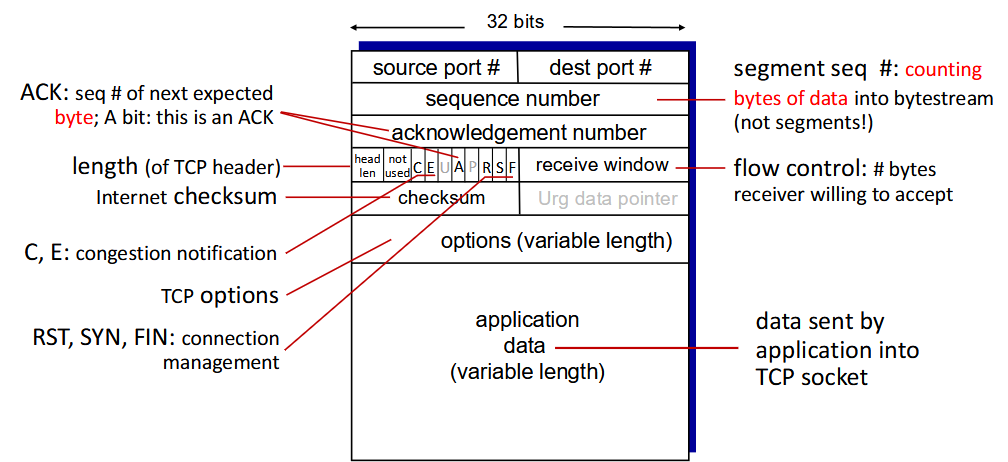 32 bits
source port #
dest port #
sequence number
acknowledgement number
head
len
not
used
C
E
U
A
P
R
S
F
receive window
checksum
Urg data pointer
options (variable length)
application
data
(variable length)
ACK: seq # of next expected
byte; A bit: this is an ACK
length (of TCP header)
Internet checksum
C, E: congestion notification
TCP options
RST, SYN, FIN: connection
management
segment seq #: counting
bytes of data into bytestream
(not segments!)
flow control: # bytes
receiver willing to accept
data sent by
application into
TCP socket